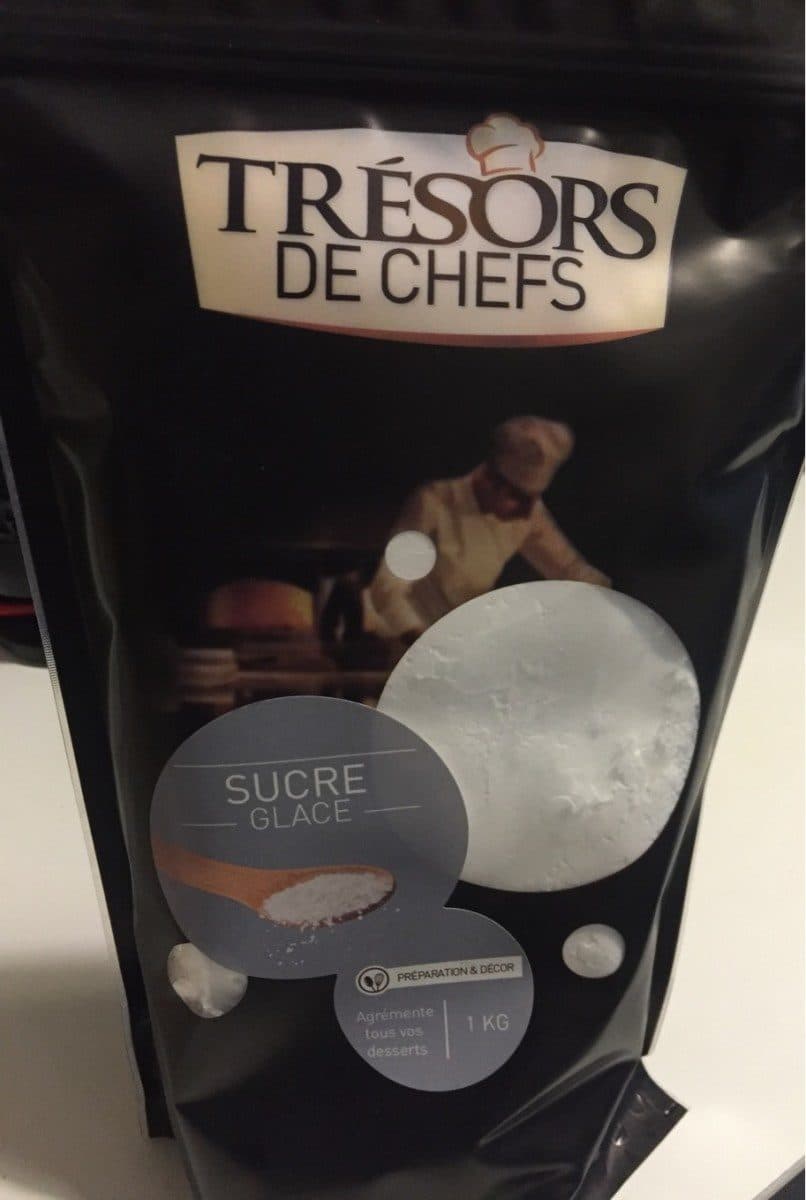 TRÉSORS
DE CHEFS
SUCRE
GLACE
PRÉPARATION & DÉCOR
Agrémente
tous vos
desserts
1 KG